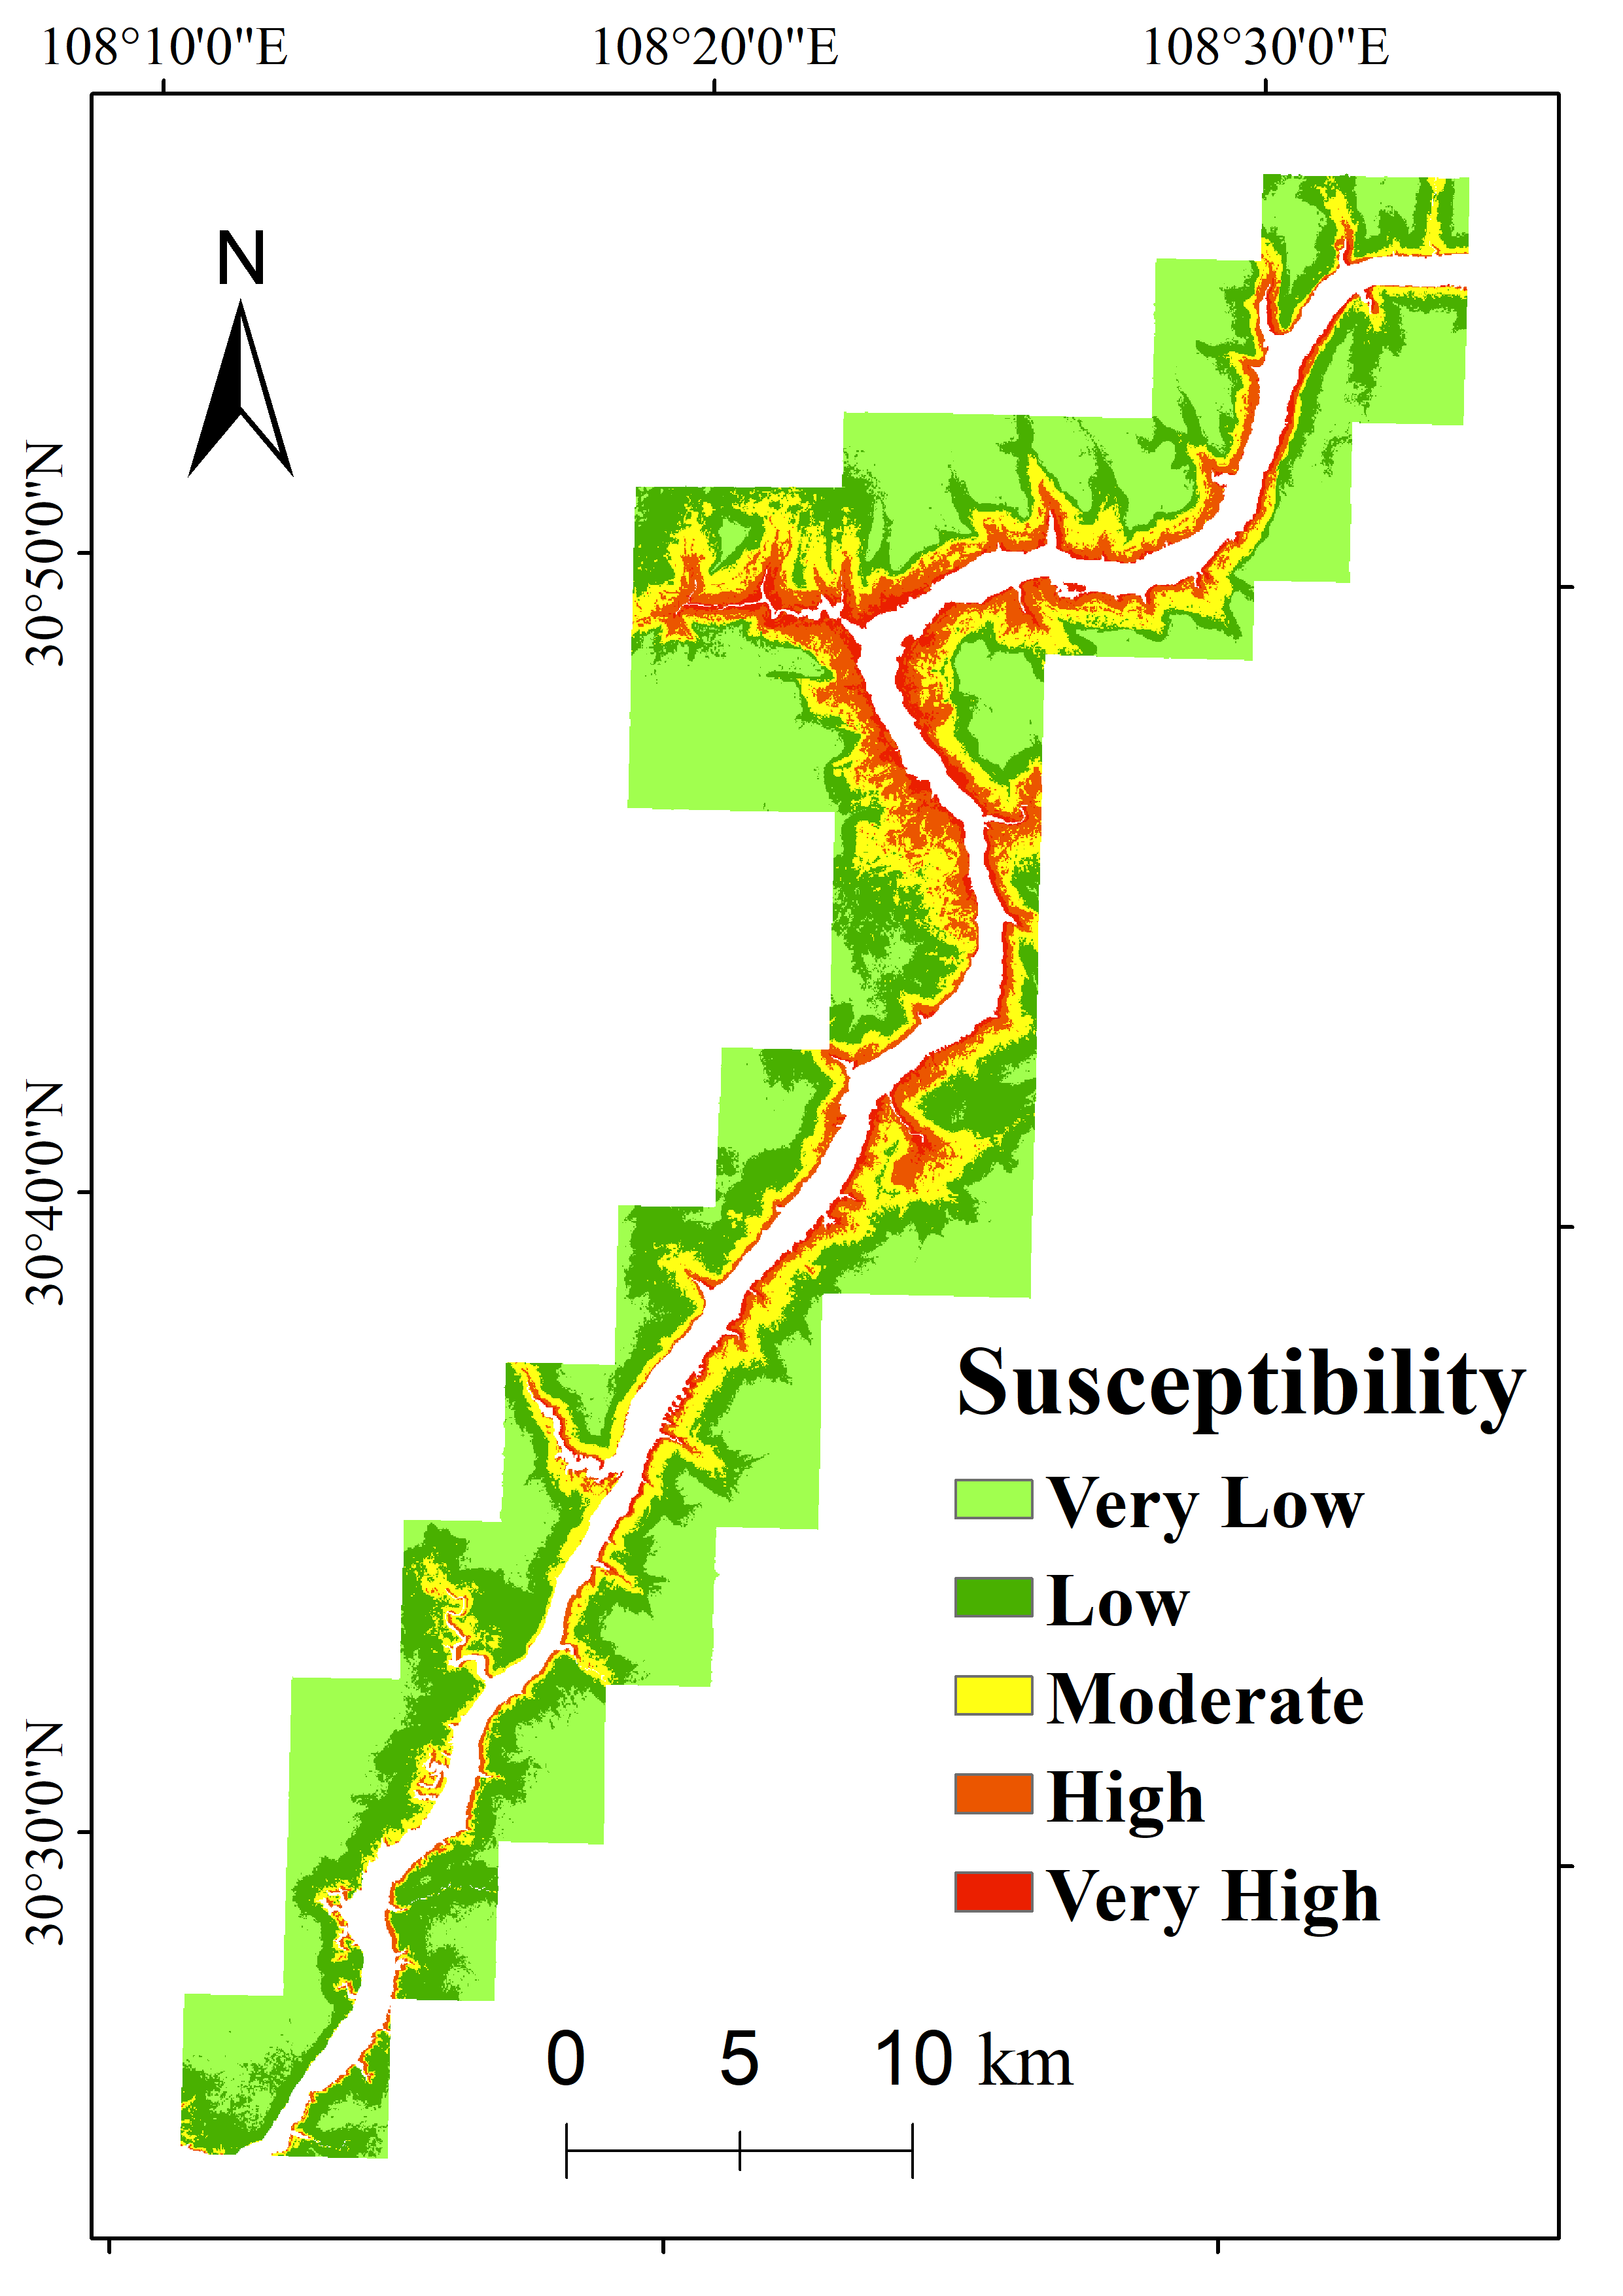 108°10'0"E 108°20'0"E 108°30'0"E
N
30°50'0"N
30°40'0"N
30°30'0"N
Susceptibility
Very Low
Low
Moderate
High
Very High
0 5 10 km